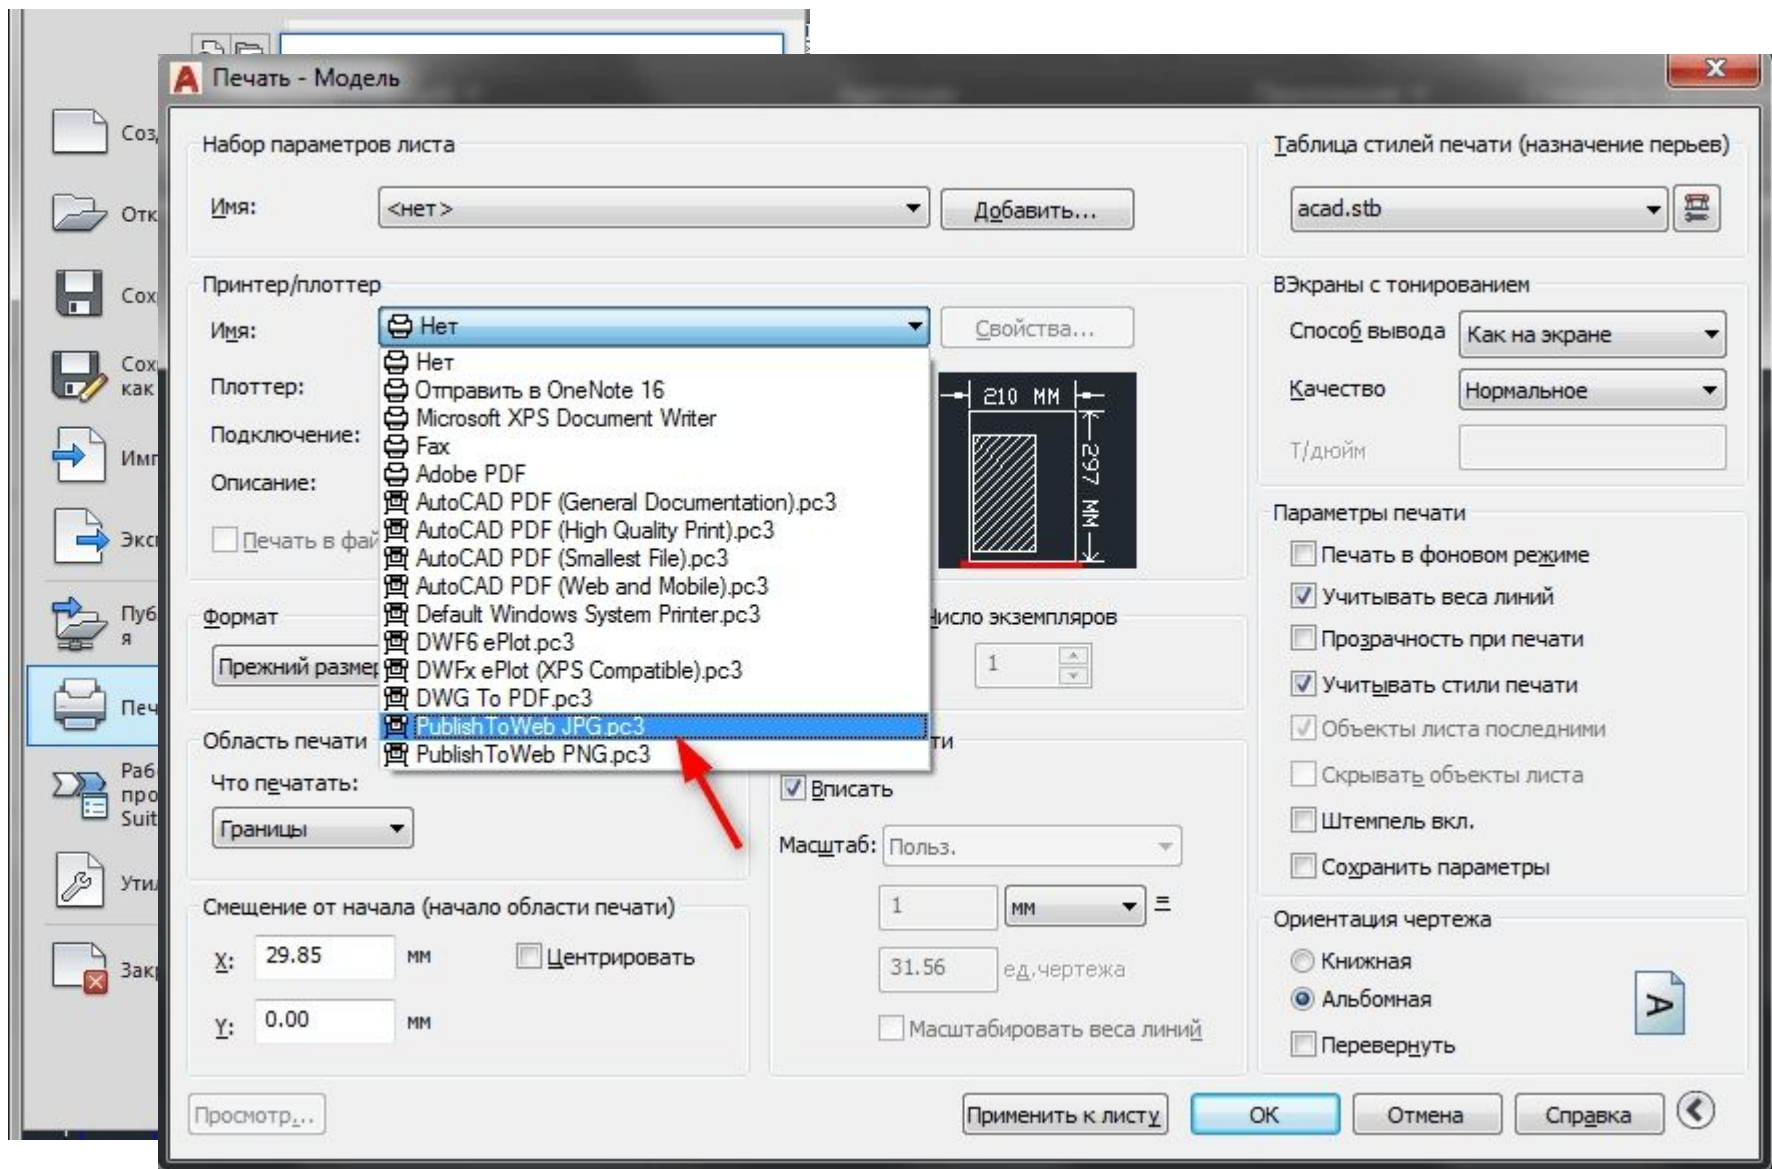 Печать - Модель
Набор параметров листа
Имя:
<нет>
Добавить...
Таблица стилей печати (назначение перьев)
acad.stb
Принтер/плоттер
Имя:
Нет
Свойства...
Нет
Отправить в OneNote 16
Microsoft XPS Document Writer
Fax
Adobe PDF
AutoCAD PDF (General Documentation).pc3
AutoCAD PDF (High Quality Print).pc3
AutoCAD PDF (Smallest File).pc3
AutoCAD PDF (Web and Mobile).pc3
Default Windows System Printer.pc3
DWF6 ePlot.pc3
DWFx ePlot (XPS Compatible).pc3
DWG To PDF.pc3
PublishToWeb JPG.pc3
PublishToWeb PNG.pc3
Плоттер:
Подключение:
Описание:
Печать в фай
210 MM
297 MM
ВЭкраны с тонированием
Способ вывода
Как на экране
Качество
Нормальное
Т/дюйм
Формат
Прежний размер
Число экземпляров
1
Параметры печати
Печать в фоновом режиме
Учитывать веса линий
Прозрачность при печати
Учитывать стили печати
Объекты листа последними
Скрывать объекты листа
Штемпель вкл.
Сохранить параметры
Область печати
Что печатать:
Границы
ти
Вписать
Масштаб:
Польз.
1
мм
=
31.56
ед.чертежа
Масштабировать веса линий
Смещение от начала (начало области печати)
X:
29.85
мм
Центрировать
Y:
0.00
мм
Ориентация чертежа
Книжная
Альбомная
Перевернуть
A
Просмотр...
Применить к листу
ОК
Отмена
Справка
Соз
Отк
Сох
Сох
как
Имп
Эксп
Пуб
я
Печ
Раб
про
Suit
Ути
Зак